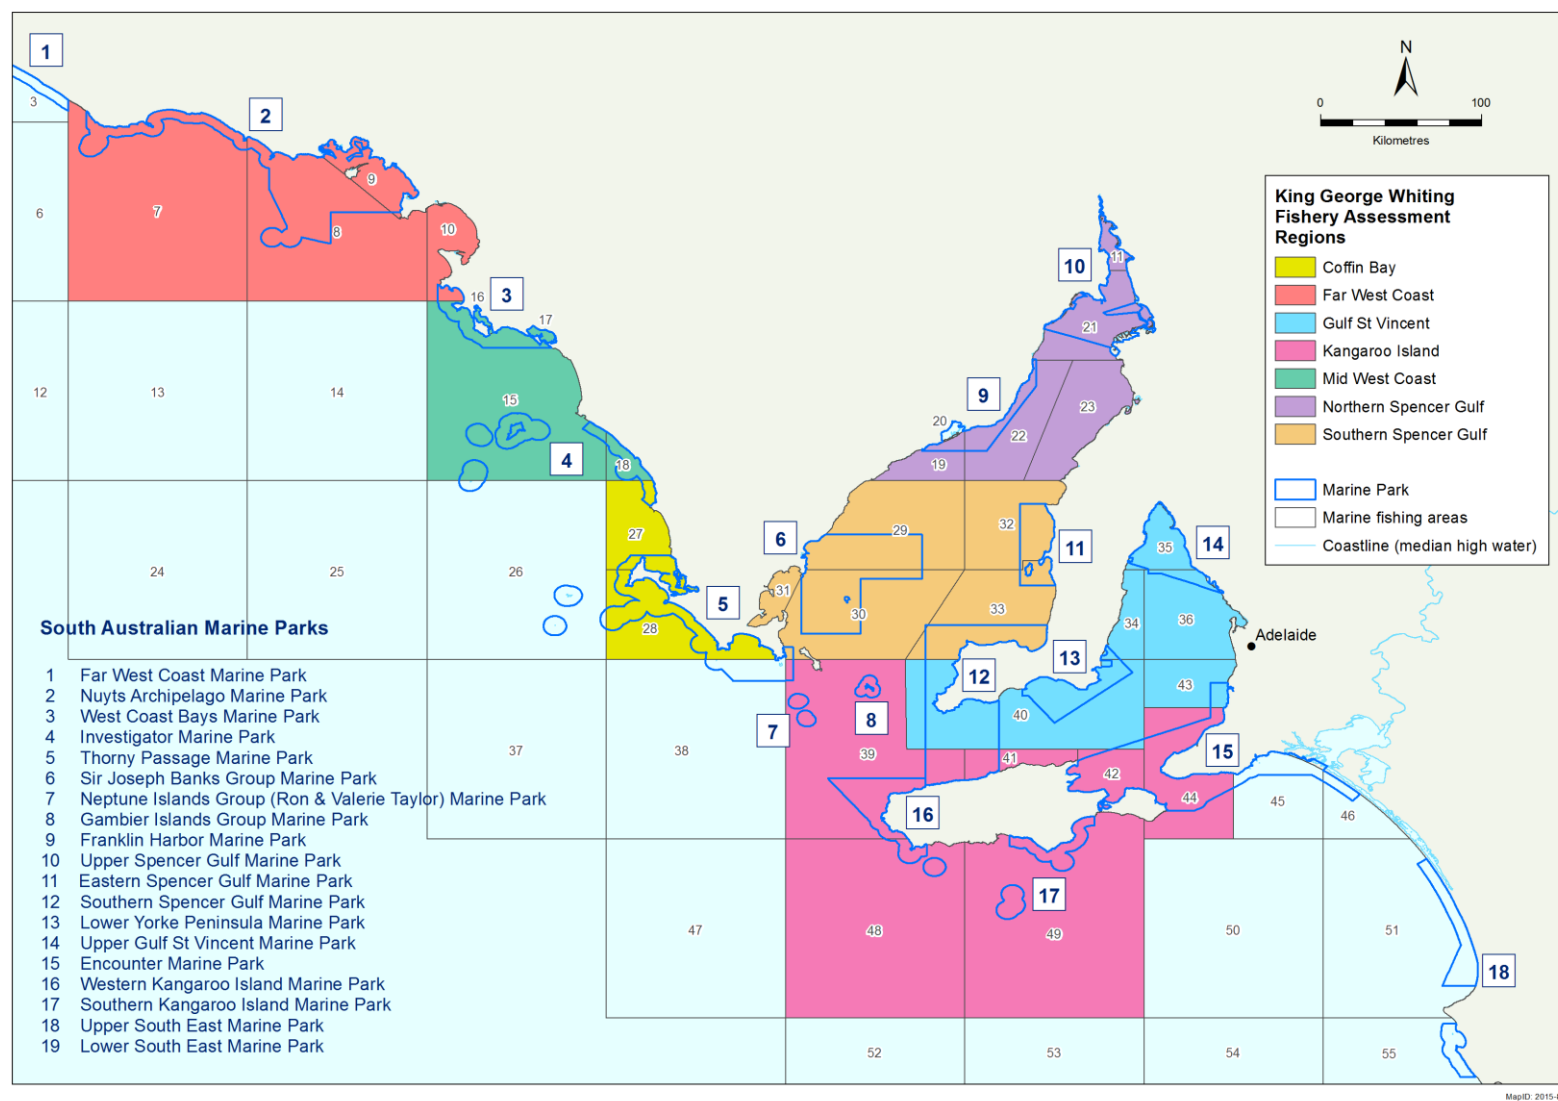 1
2
3
4
5
6
7
8
9
10
11
12
13
14
15
16
17
18
3
6
7
8
9
10
11
12
13
14
15
16
17
18
19
20
21
22
23
24
25
26
27
28
29
30
31
32
33
34
35
36
37
38
39
40
41
42
43
44
45
46
47
48
49
50
51
52
53
54
55
Adelaide
N
0 100
Kilometres
King George Whiting
Fishery Assessment
Regions
Coffin Bay
Far West Coast
Gulf St Vincent
Kangaroo Island
Mid West Coast
Northern Spencer Gulf
Southern Spencer Gulf
Marine Park
Marine fishing areas
Coastline (median high water)
South Australian Marine Parks
1 Far West Coast Marine Park
2 Nuyts Archipelago Marine Park
3 West Coast Bays Marine Park
4 Investigator Marine Park
5 Thorny Passage Marine Park
6 Sir Joseph Banks Group Marine Park
7 Neptune Islands Group (Ron & Valerie Taylor) Marine Park
8 Gambier Islands Group Marine Park
9 Franklin Harbor Marine Park
10 Upper Spencer Gulf Marine Park
11 Eastern Spencer Gulf Marine Park
12 Southern Spencer Gulf Marine Park
13 Lower Yorke Peninsula Marine Park
14 Upper Gulf St Vincent Marine Park
15 Encounter Marine Park
16 Western Kangaroo Island Marine Park
17 Southern Kangaroo Island Marine Park
18 Upper South East Marine Park
19 Lower South East Marine Park
MapID: 2015-